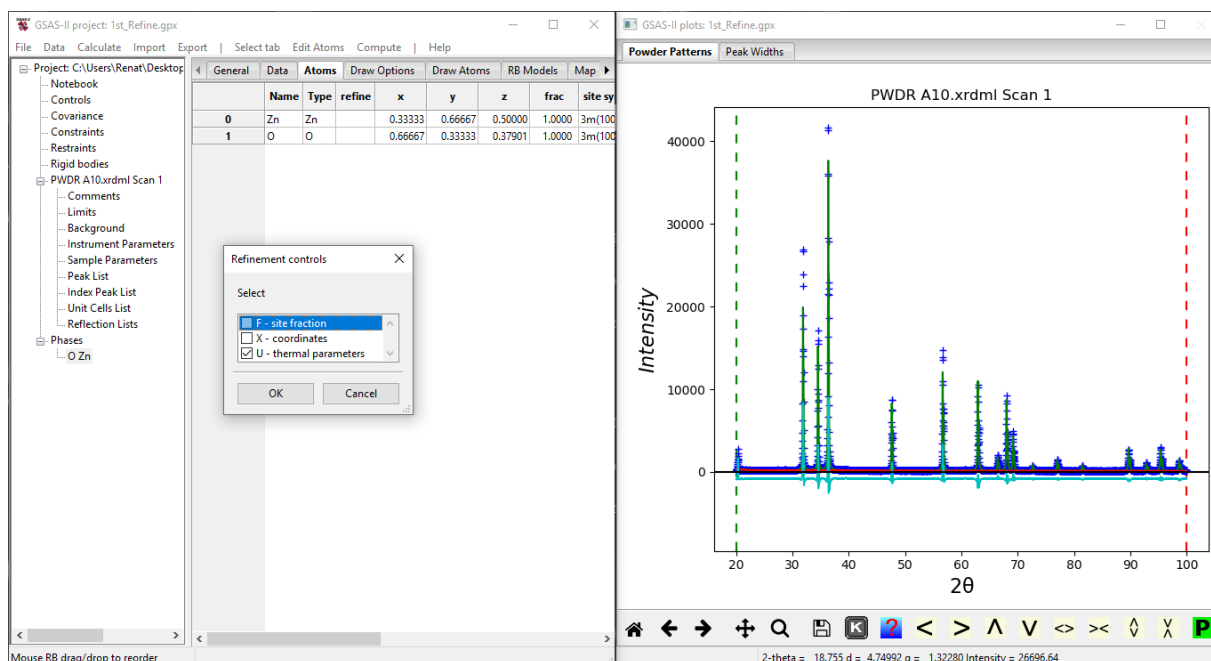 GSAS-II project: 1st_Refine.gpx
File Data Calculate Import Export | Select tab Edit Atoms Compute | Help
Project: C:\Users\Renat\Desktop
Notebook
Controls
Covariance
Constraints
Restraints
Rigid bodies
PWDR A10.xrdml Scan 1
Comments
Limits
Background
Instrument Parameters
Sample Parameters
Peak List
Index Peak List
Unit Cells List
Reflection Lists
Phases
O Zn
General Data Atoms Draw Options Draw Atoms RB Models Map
Name Type refine x y z frac site sy
0 Zn Zn 0.33333 0.66667 0.50000 1.0000 3m(100
1 O O 0.66667 0.33333 0.37901 1.0000 3m(100
Refinement controls
Select
F - site fraction
X - coordinates
U - thermal parameters
OK Cancel
Mouse RB drag/drop to reorder
GSAS-II plots: 1st_Refine.gpx
Powder Patterns Peak Widths
PWDR A10.xrdml Scan 1
Intensity
40000
30000
20000
10000
0
20 30 40 50 60 70 80 90 100
2θ
K ? P
2-theta = 18.755 d = 4.74992 q = 1.32280 Intensity = 26696.64